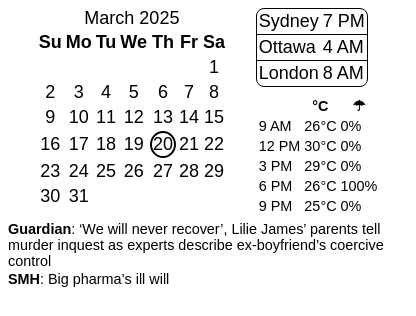 March 2025
Su Mo Tu We Th Fr Sa
1
2 3 4 5 6 7 8
9 10 11 12 13 14 15
16 17 18 19 20 21 22
23 24 25 26 27 28 29
30 31
Sydney 7 PM
Ottawa 4 AM
London 8 AM
°C ☂
9 AM 26°C 0%
12 PM 30°C 0%
3 PM 29°C 0%
6 PM 26°C 100%
9 PM 25°C 0%
Guardian: ‘We will never recover’, Lilie James’ parents tell
murder inquest as experts describe ex-boyfriend’s coercive
control
SMH: Big pharma’s ill will